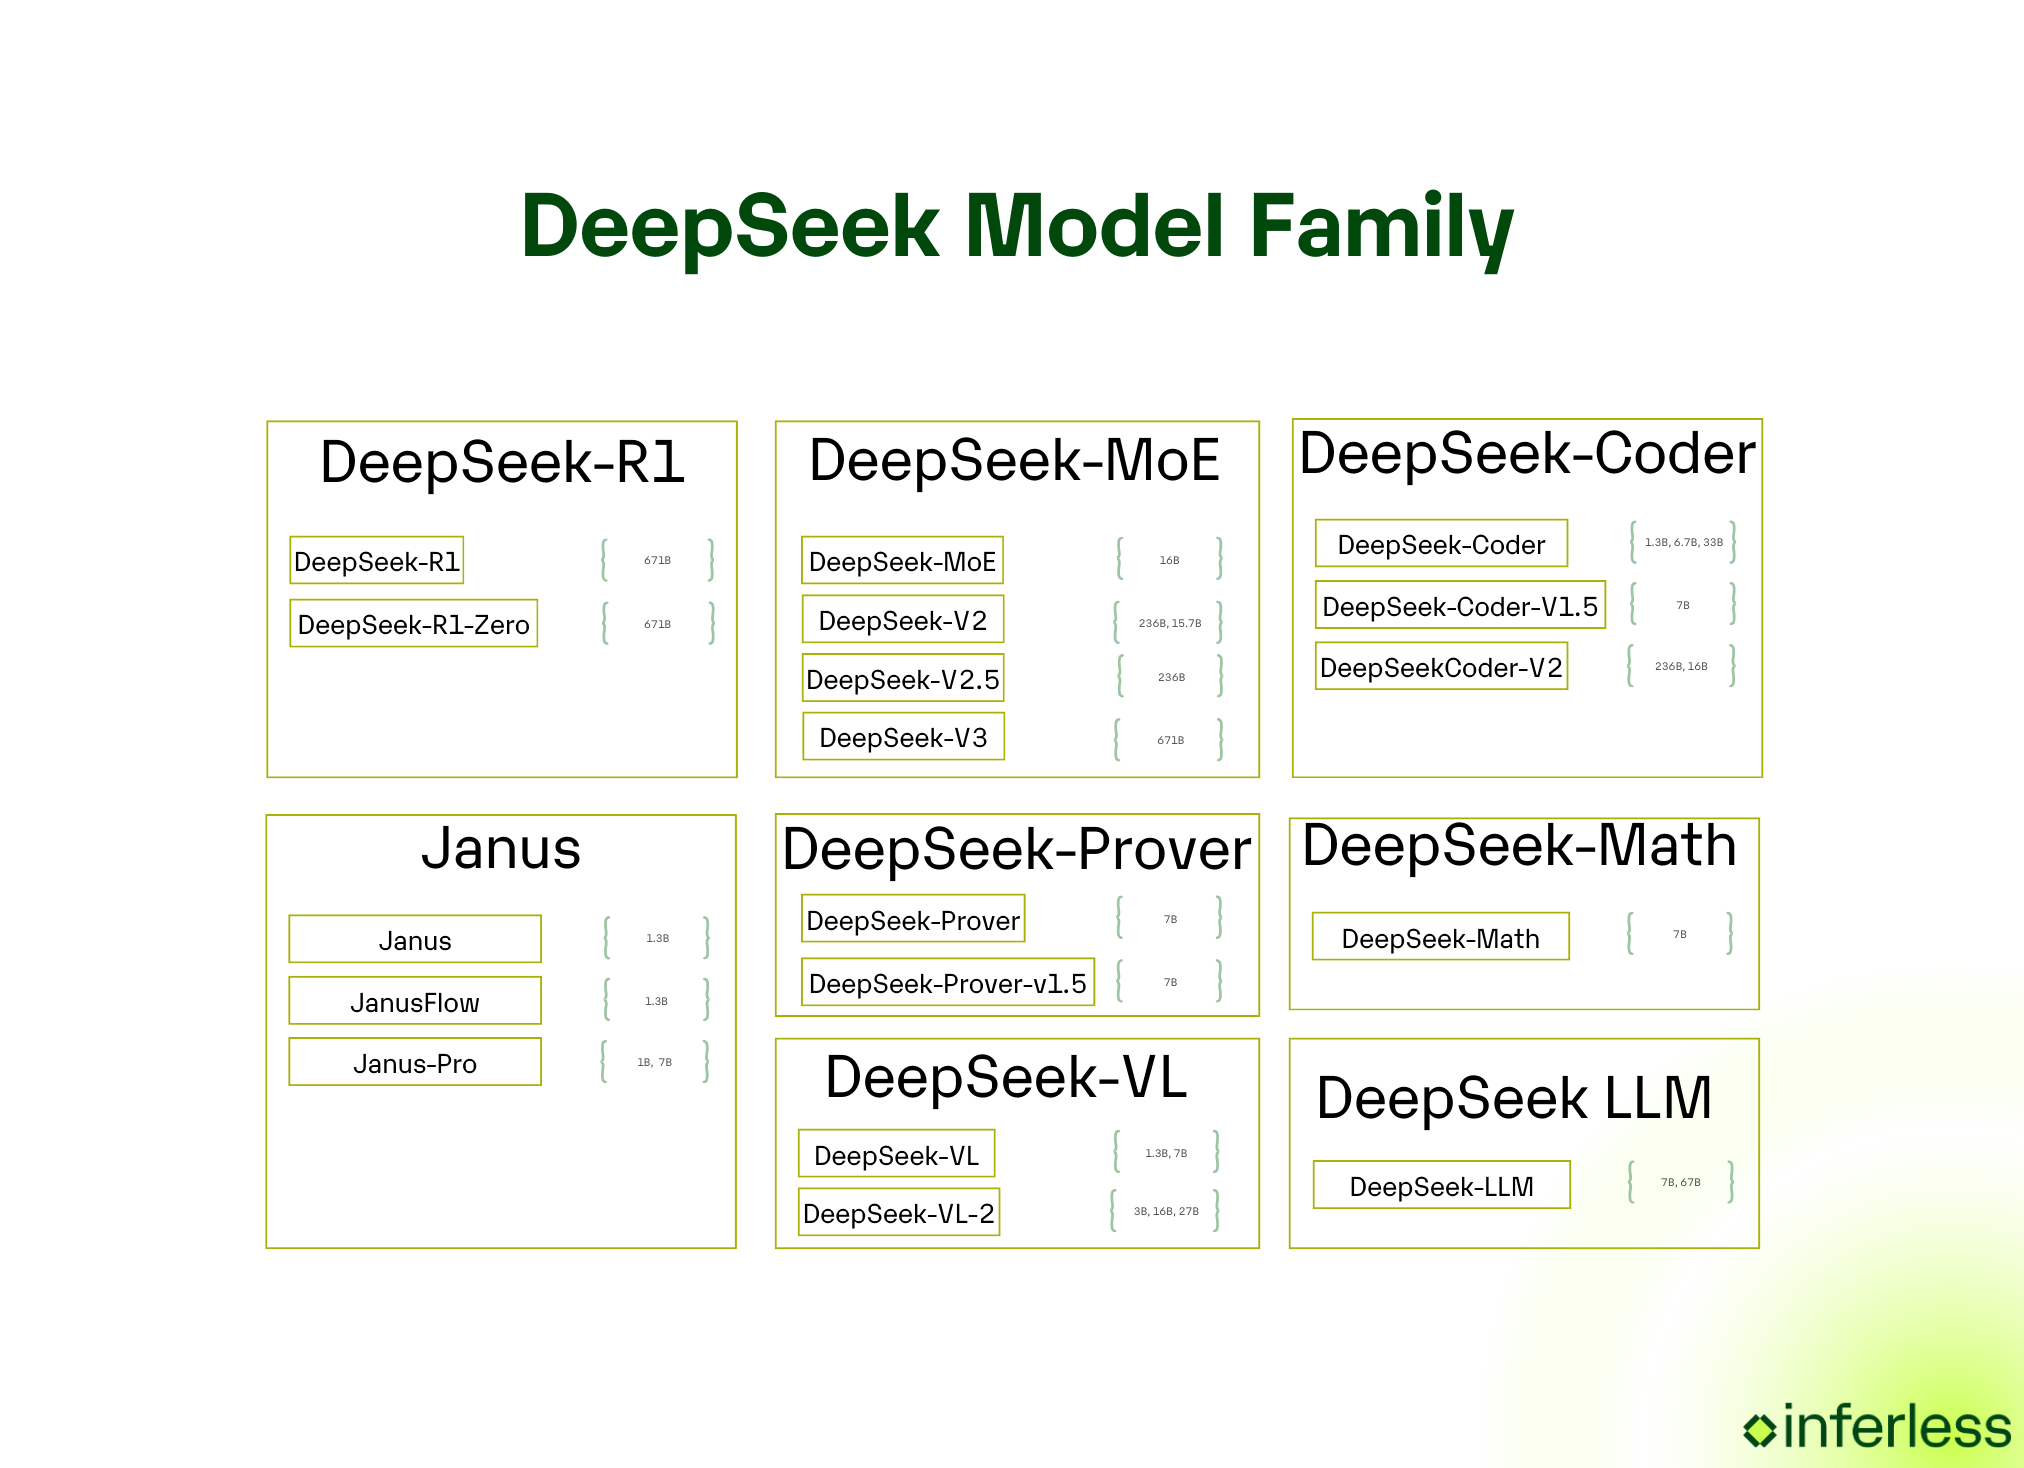 DeepSeek Model Family
DeepSeek-R1
DeepSeek-R1 { 671B }
DeepSeek-R1-Zero { 671B }
DeepSeek-MoE
DeepSeek-MoE { 16B }
DeepSeek-V2 { 236B, 15.7B }
DeepSeek-V2.5 { 236B }
DeepSeek-V3 { 671B }
DeepSeek-Coder
DeepSeek-Coder { 1.3B, 6.7B, 33B }
DeepSeek-Coder-V1.5 { 7B }
DeepSeekCoder-V2 { 236B, 16B }
Janus
Janus { 1.3B }
JanusFlow { 1.3B }
Janus-Pro { 1B, 7B }
DeepSeek-Prover
DeepSeek-Prover { 7B }
DeepSeek-Prover-v1.5 { 7B }
DeepSeek-Math
DeepSeek-Math { 7B }
DeepSeek-VL
DeepSeek-VL { 1.3B, 7B }
DeepSeek-VL-2 { 3B, 16B, 27B }
DeepSeek LLM
DeepSeek-LLM { 7B, 67B }
inferless